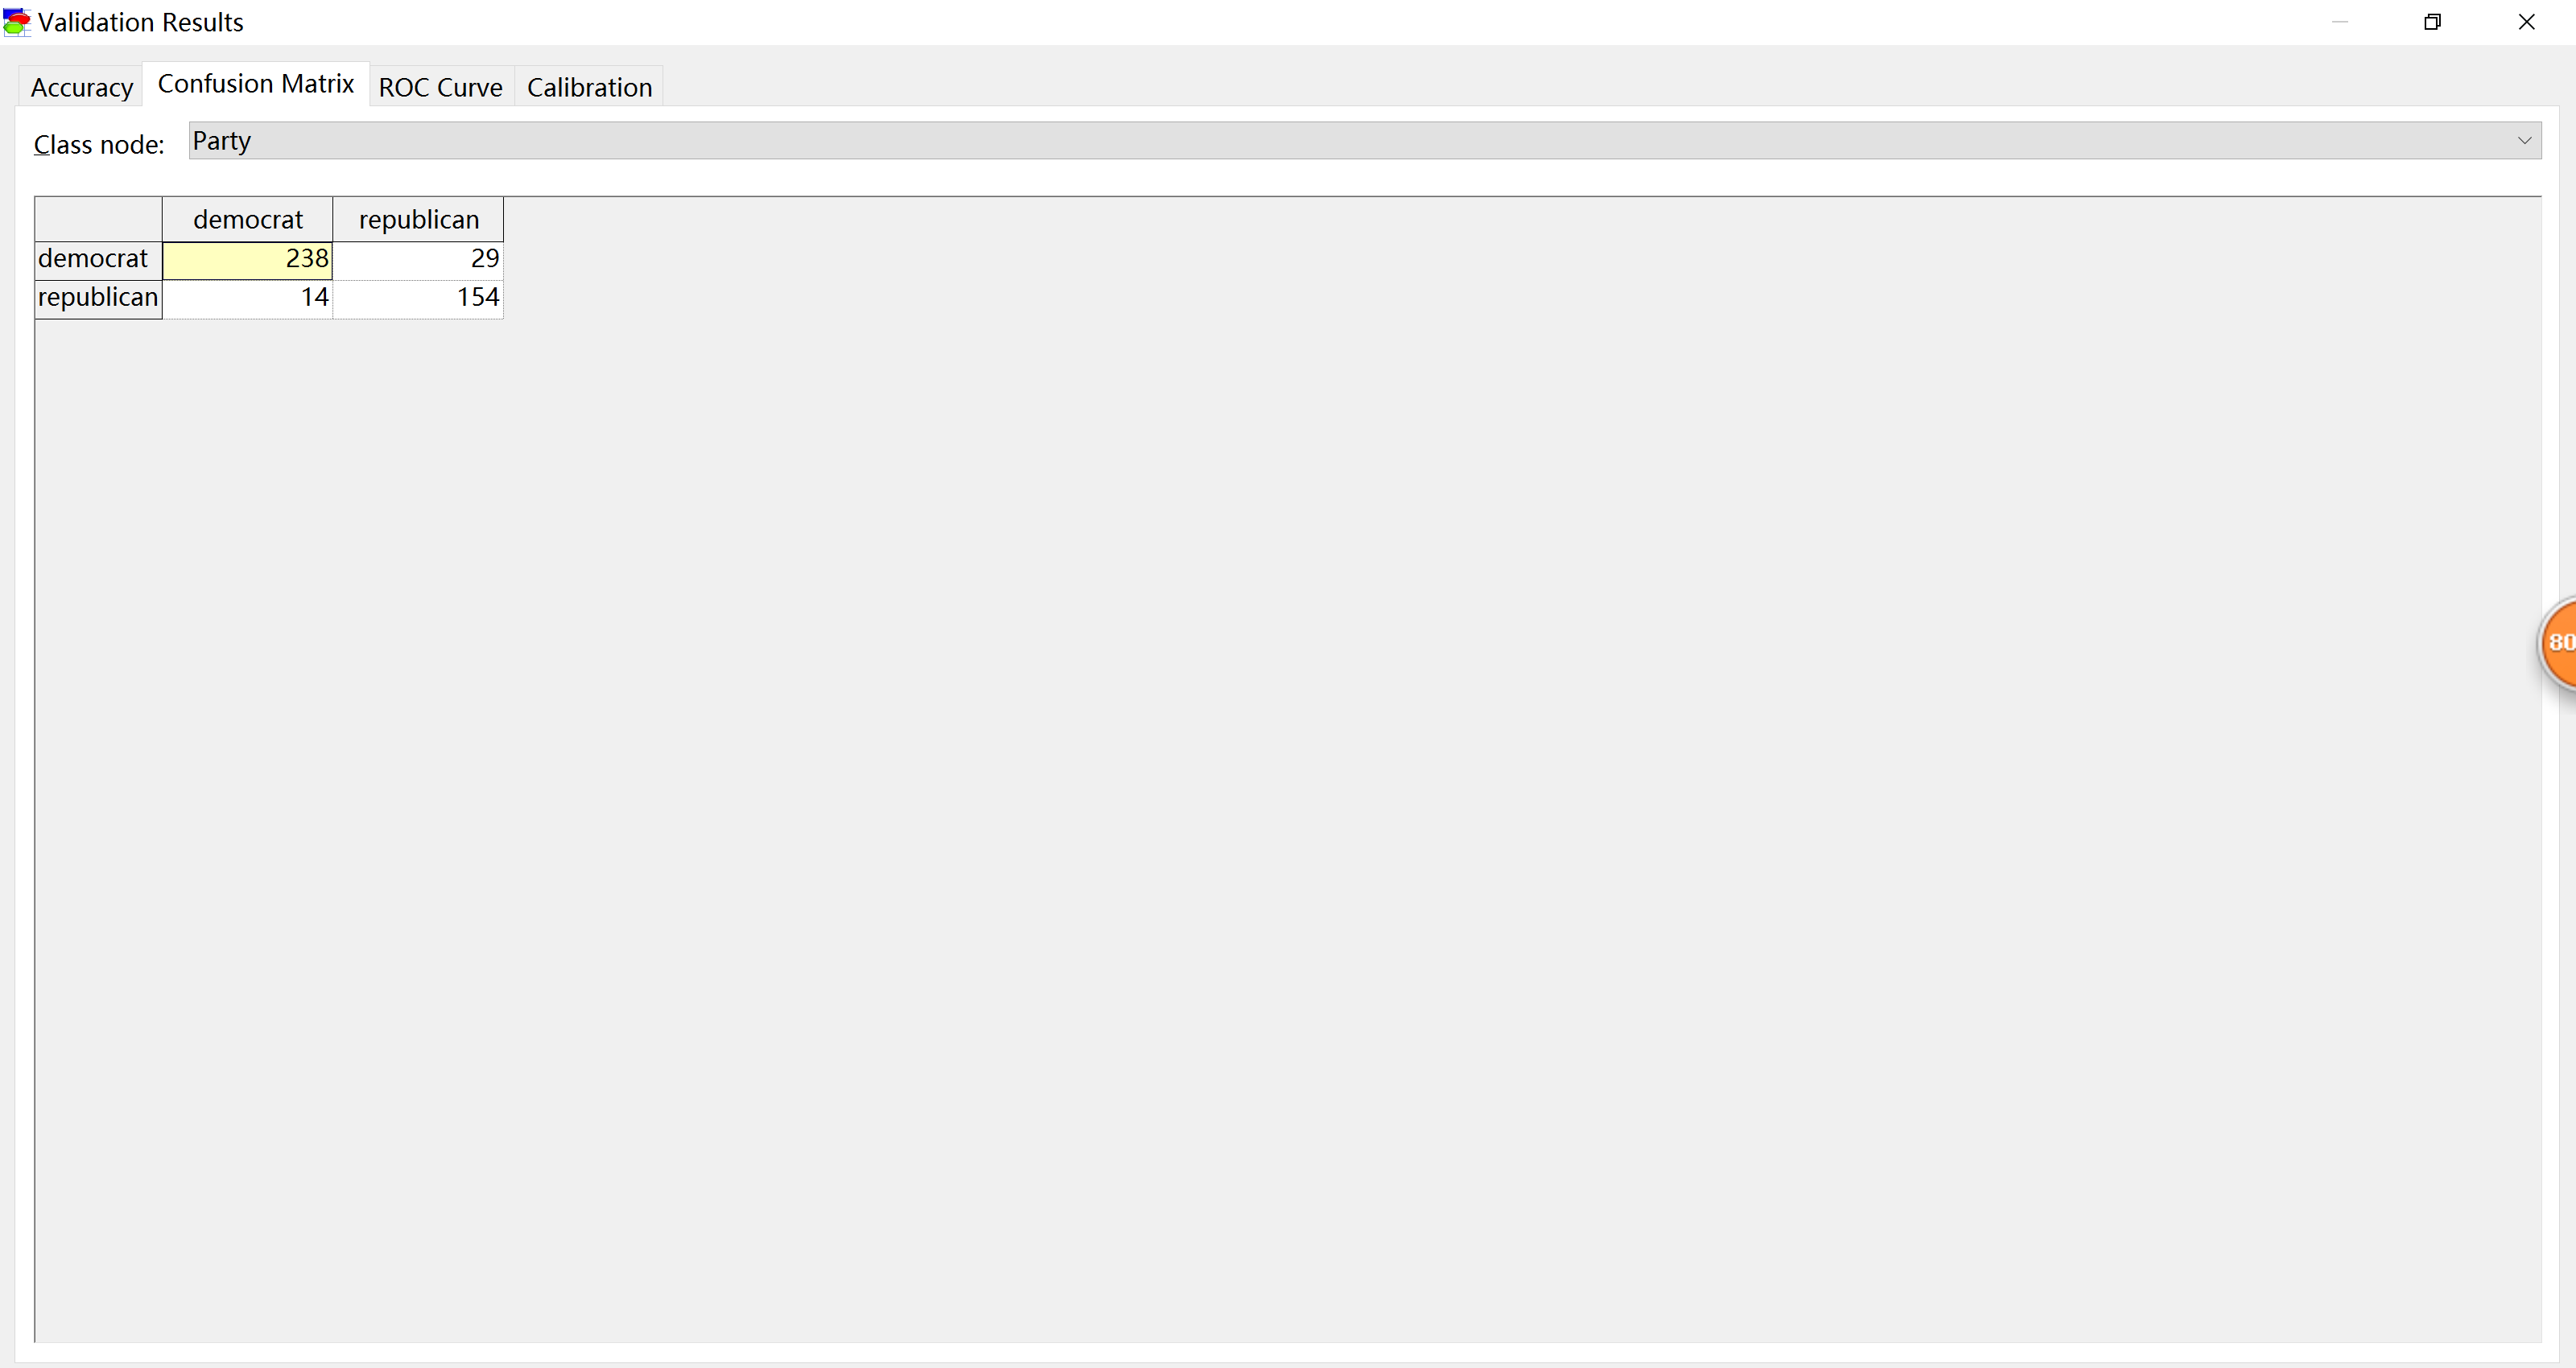 Validation Results
Accuracy Confusion Matrix ROC Curve Calibration
Class node: Party
democrat republican
democrat 238 29
republican 14 154
80